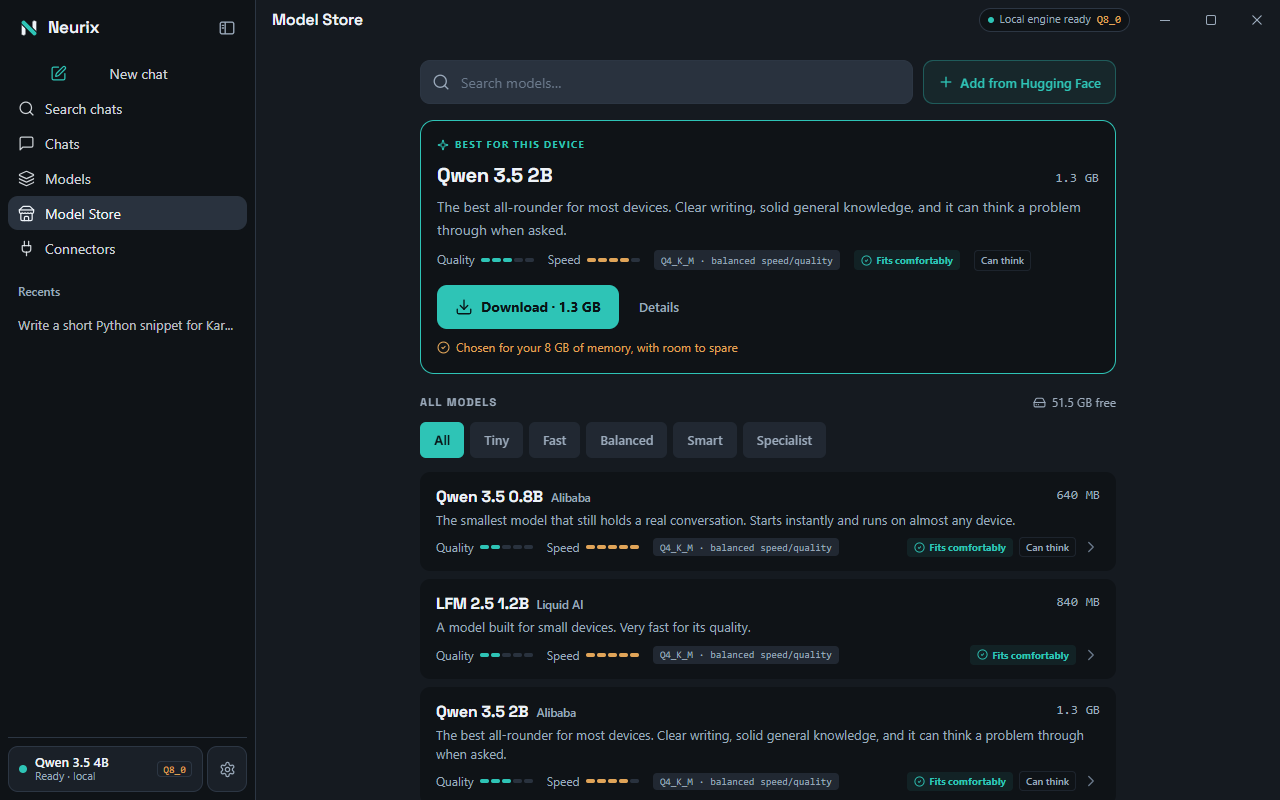 Neurix
New chat
Search chats
Chats
Models
Model Store
Connectors
Recents
Write a short Python snippet for Kar...
Qwen 3.5 4B
Ready · local
Q8_0
Model Store
Local engine ready Q8_0
Search models...
Add from Hugging Face
BEST FOR THIS DEVICE
Qwen 3.5 2B
1.3 GB
The best all-rounder for most devices. Clear writing, solid general knowledge, and it can think a problem
through when asked.
Quality Speed Q4_K_M · balanced speed/quality Fits comfortably Can think
Download · 1.3 GB Details
Chosen for your 8 GB of memory, with room to spare
ALL MODELS 51.5 GB free
All Tiny Fast Balanced Smart Specialist
Qwen 3.5 0.8B Alibaba 640 MB
The smallest model that still holds a real conversation. Starts instantly and runs on almost any device.
Quality Speed Q4_K_M · balanced speed/quality Fits comfortably Can think
LFM 2.5 1.2B Liquid AI 840 MB
A model built for small devices. Very fast for its quality.
Quality Speed Q4_K_M · balanced speed/quality Fits comfortably
Qwen 3.5 2B Alibaba 1.3 GB
The best all-rounder for most devices. Clear writing, solid general knowledge, and it can think a problem through
when asked.
Quality Speed Q4_K_M · balanced speed/quality Fits comfortably Can think